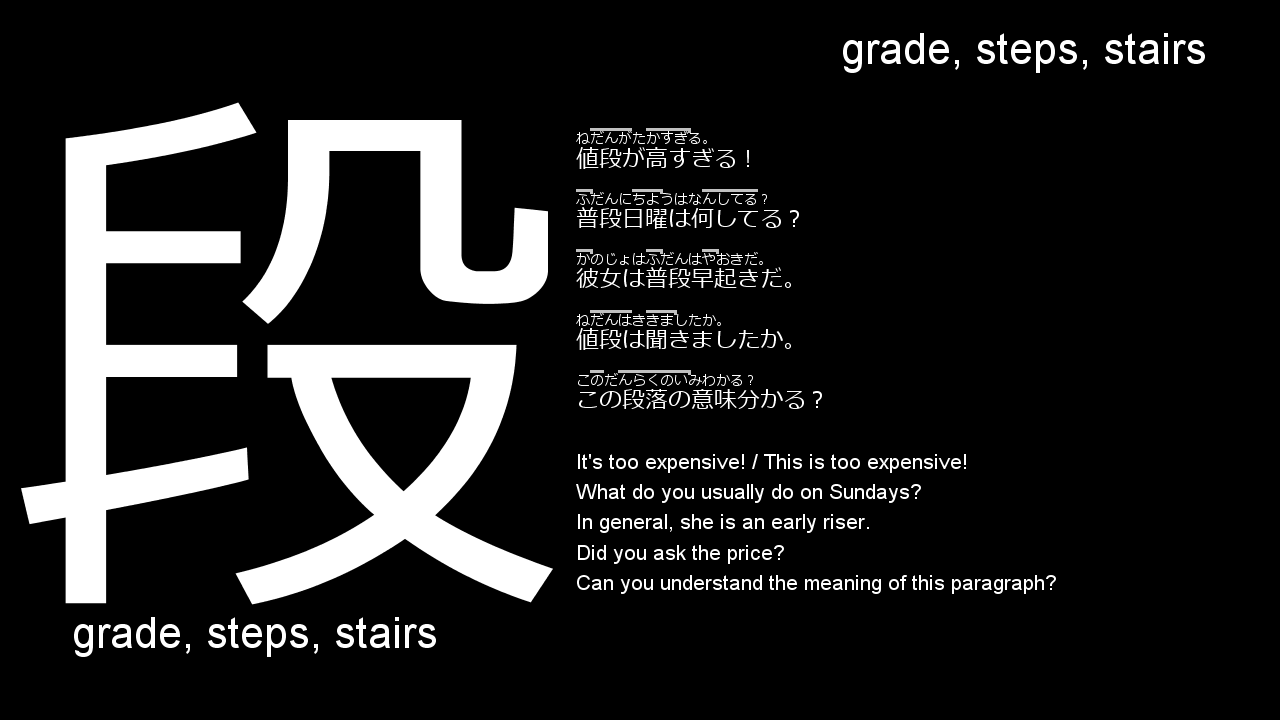 grade, steps, stairs
段
ねだんがたかすぎる。
値段が高すぎる！
ふだんにちようはなんしてる？
普段日曜は何してる？
かのじょはふだんはやおきだ。
彼女は普段早起きだ。
ねだんはききましたか。
値段は聞きましたか。
このだんらくのいみわかる？
この段落の意味分かる？
It's too expensive! / This is too expensive!
What do you usually do on Sundays?
In general, she is an early riser.
Did you ask the price?
Can you understand the meaning of this paragraph?
grade, steps, stairs